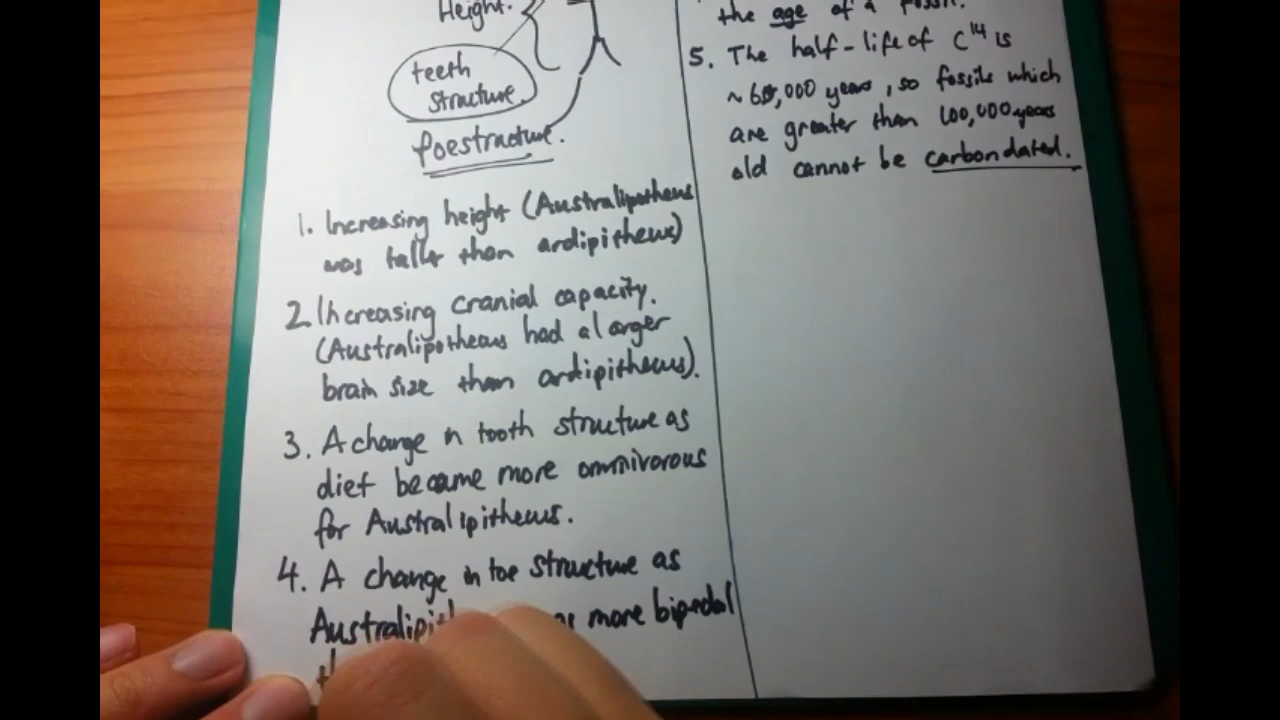 Height.
teeth
structure.
Toestructure.
1. Increasing height (Australipotheus
was taller than ardipitheus)
2 Increasing cranial capacity.
(Australipotheus had a larger
brain size than ardipitheus).
3. A change in tooth structure as
diet became more omnivorous
for Australipitheus.
4. A change in toe structure as
more bipedal
the age of a fossil.
5. The half-life of C14 is
years, so fossils which
are greater than 100,000 years
old cannot be carbondated.